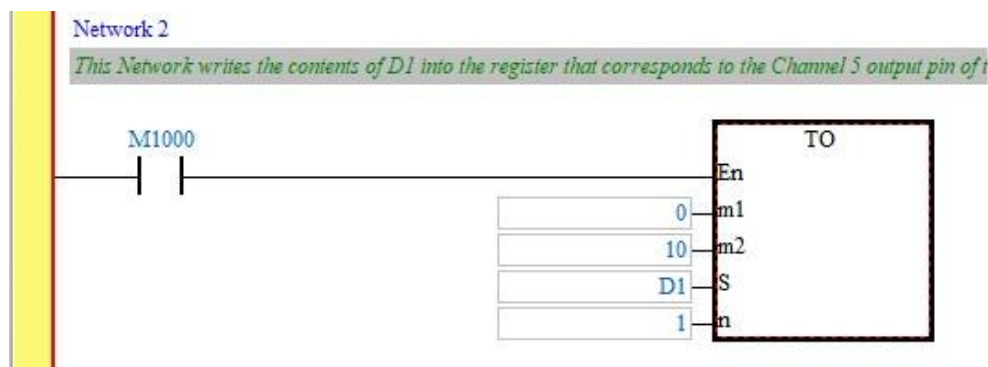 Network 2
This Network writes the contents of D1 into the register that corresponds to the Channel 5 output pin of
M1000
TO
En
0 m1
10 m2
D1 S
1 n